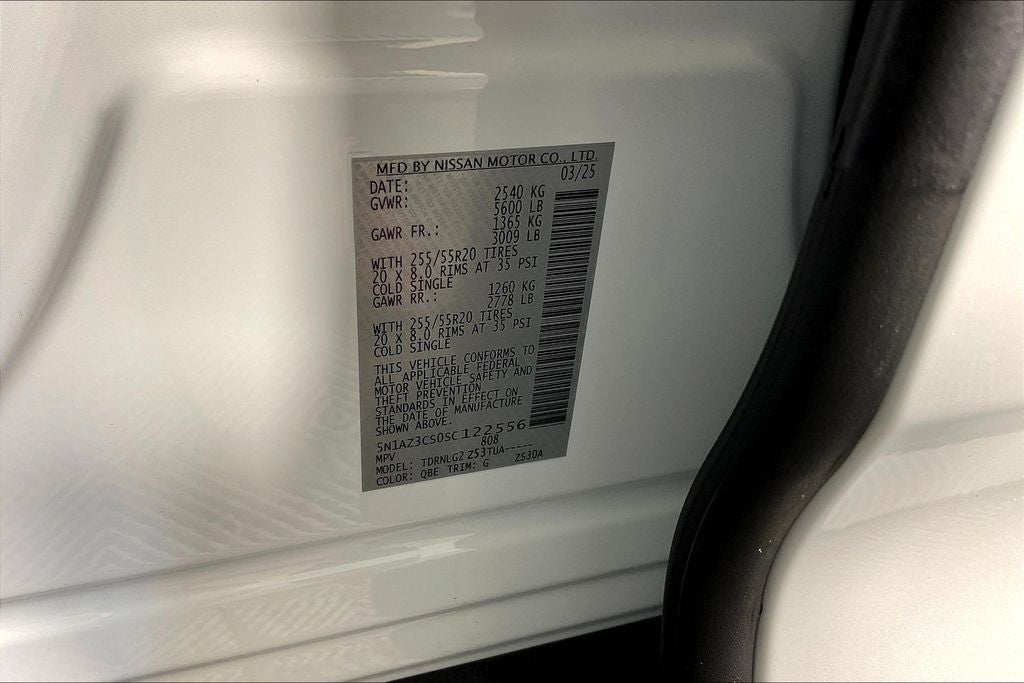 MFD BY NISSAN MOTOR CO., LTD.
DATE: 03/25
GVWR: 2540 KG
5600 LB
GAWR FR.: 1365 KG
3009 LB
WITH 255/55R20 TIRES
20 X 8.0 RIMS AT 35 PSI
COLD SINGLE
GAWR RR.: 1260 KG
2778 LB
WITH 255/55R20 TIRES
20 X 8.0 RIMS AT 35 PSI
COLD SINGLE
THIS VEHICLE CONFORMS TO
ALL APPLICABLE FEDERAL
MOTOR VEHICLE SAFETY AND
THEFT PREVENTION
STANDARDS IN EFFECT ON
THE DATE OF MANUFACTURE
SHOWN ABOVE.
5N1AZ3CS0SC122556
MPV 808
MODEL: TDRNLG2 Z53TUA-----
COLOR: QBE TRIM: G ZS30A